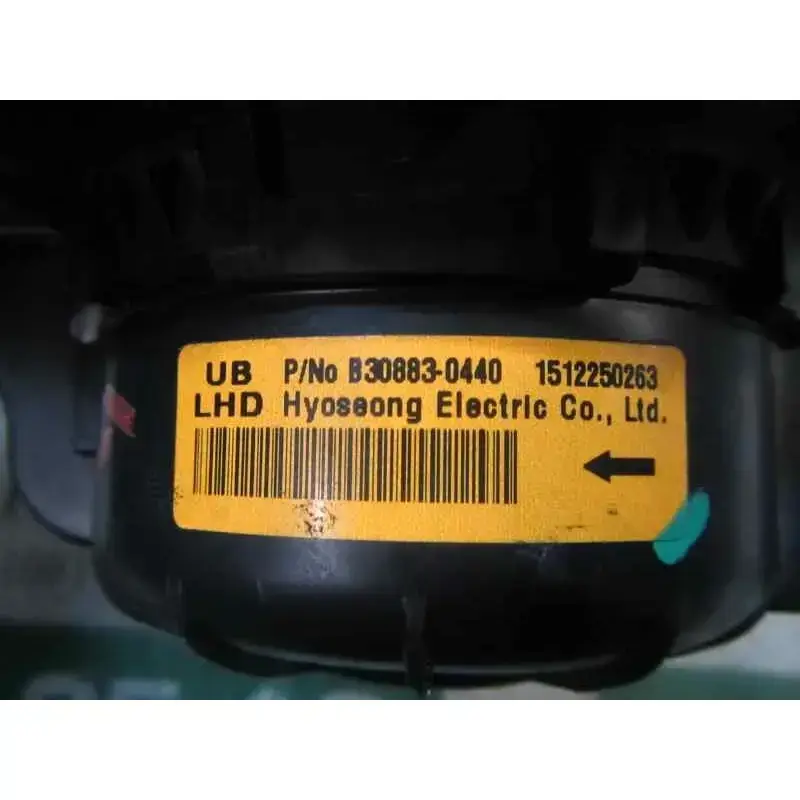 UB P/No B30883-0440 1512250263
LHD Hyoseong Electric Co., Ltd.